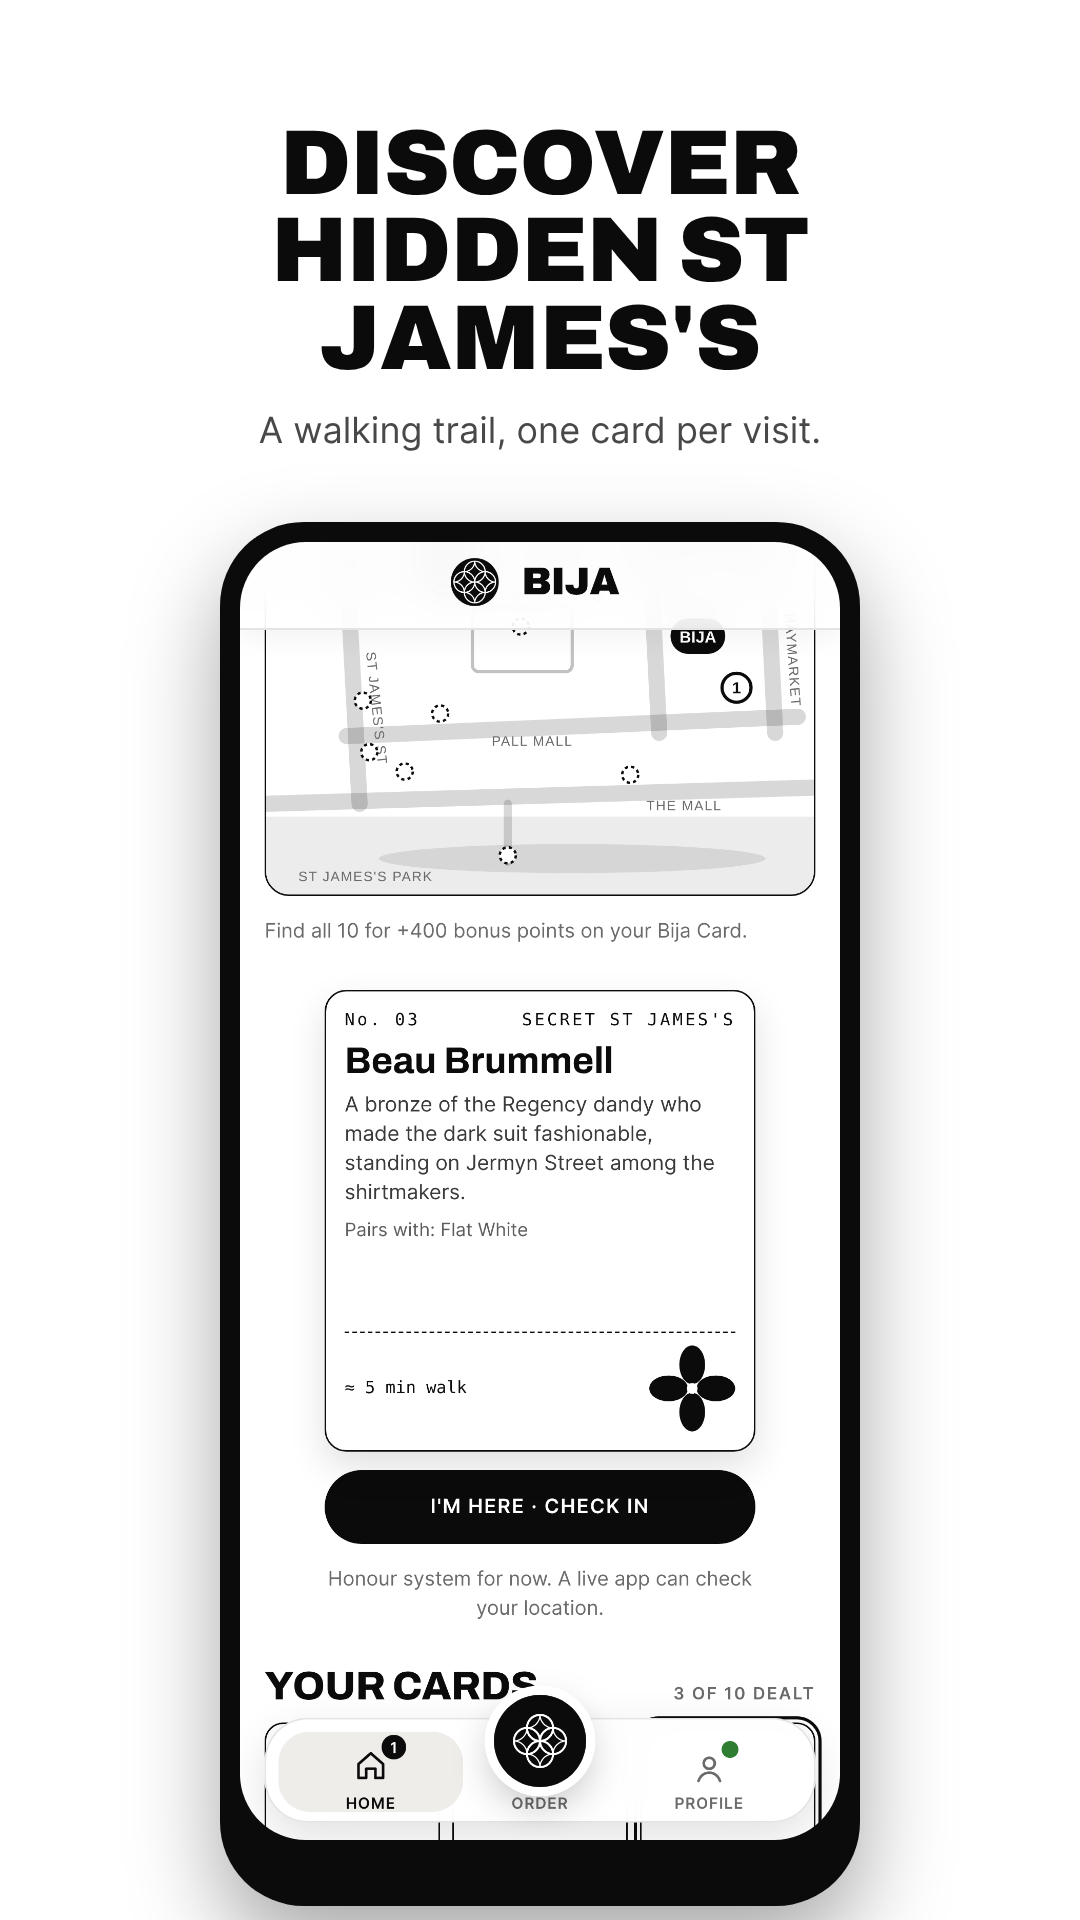 DISCOVER
HIDDEN ST
JAMES'S
A walking trail, one card per visit.
BIJA
BIJA
HAYMARKET
1
ST JAMES'S ST
PALL MALL
THE MALL
ST JAMES'S PARK
Find all 10 for +400 bonus points on your Bija Card.
No. 03 SECRET ST JAMES'S
Beau Brummell
A bronze of the Regency dandy who
made the dark suit fashionable,
standing on Jermyn Street among the
shirtmakers.
Pairs with: Flat White
≈ 5 min walk
I'M HERE · CHECK IN
Honour system for now. A live app can check
your location.
YOUR CARDS 3 OF 10 DEALT
1
HOME ORDER PROFILE